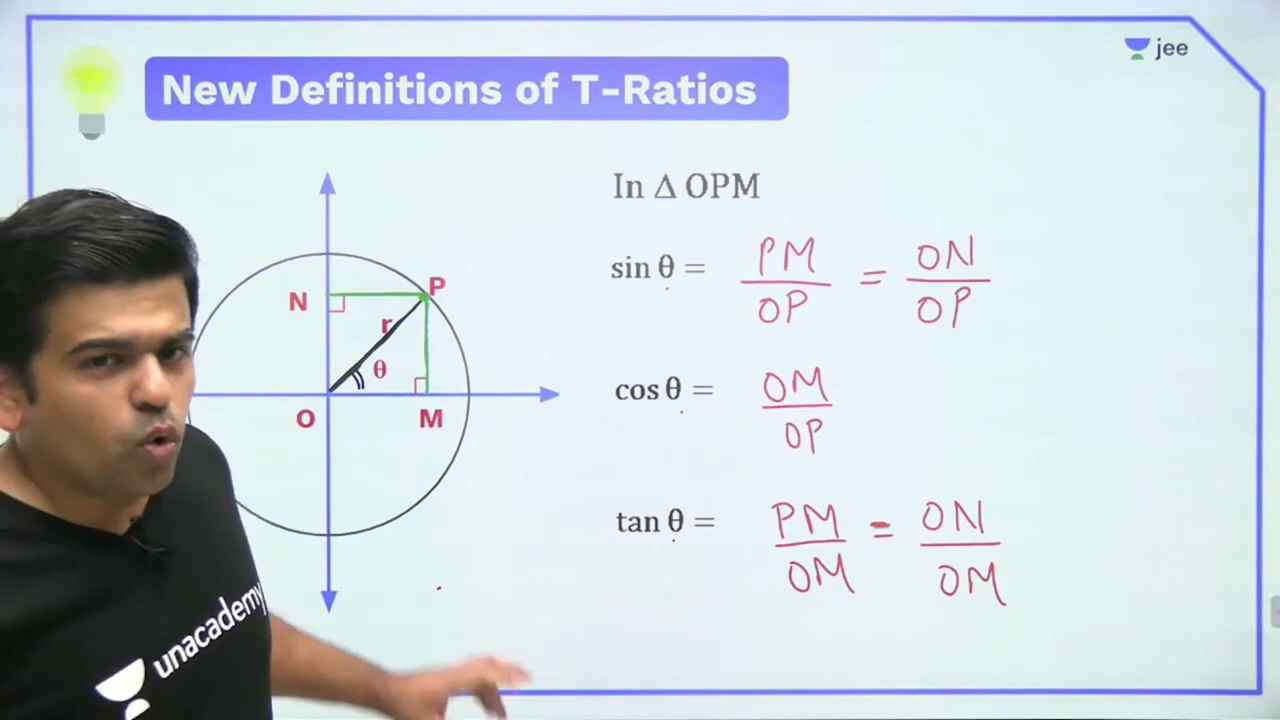 jee
New Definitions of T-Ratios
In Δ OPM
sin θ = PM/OP = ON/OP
N
P
r
θ
cos θ = OM/OP
O
M
tan θ = PM/OM = ON/OM
unacademy